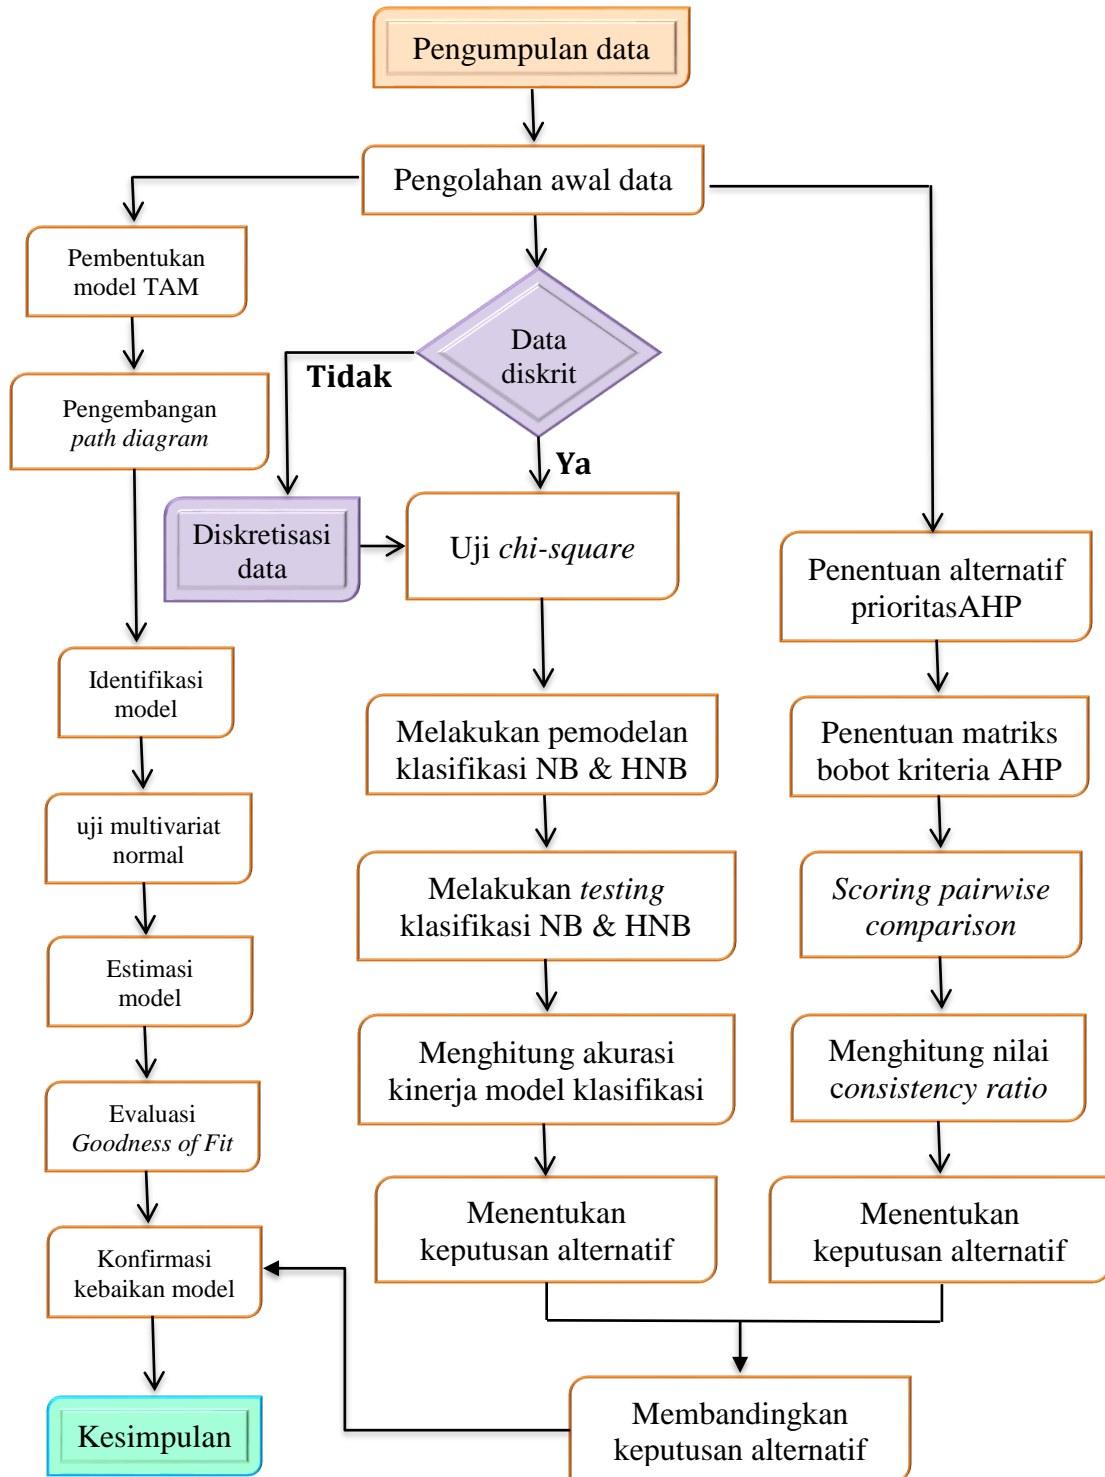 Pengumpulan data
Pengolahan awal data
Pembentukan
model TAM
Pengembangan
path diagram
Identifikasi
model
uji multivariat
normal
Estimasi
model
Evaluasi
Goodness of Fit
Konfirmasi
kebaikan model
Kesimpulan
Data
diskrit
Tidak
Ya
Diskretisasi
data
Uji chi-square
Melakukan pemodelan
klasifikasi NB & HNB
Melakukan testing
klasifikasi NB & HNB
Menghitung akurasi
kinerja model klasifikasi
Menentukan
keputusan alternatif
Penentuan alternatif
prioritasAHP
Penentuan matriks
bobot kriteria AHP
Scoring pairwise
comparison
Menghitung nilai
consistency ratio
Menentukan
keputusan alternatif
Membandingkan
keputusan alternatif